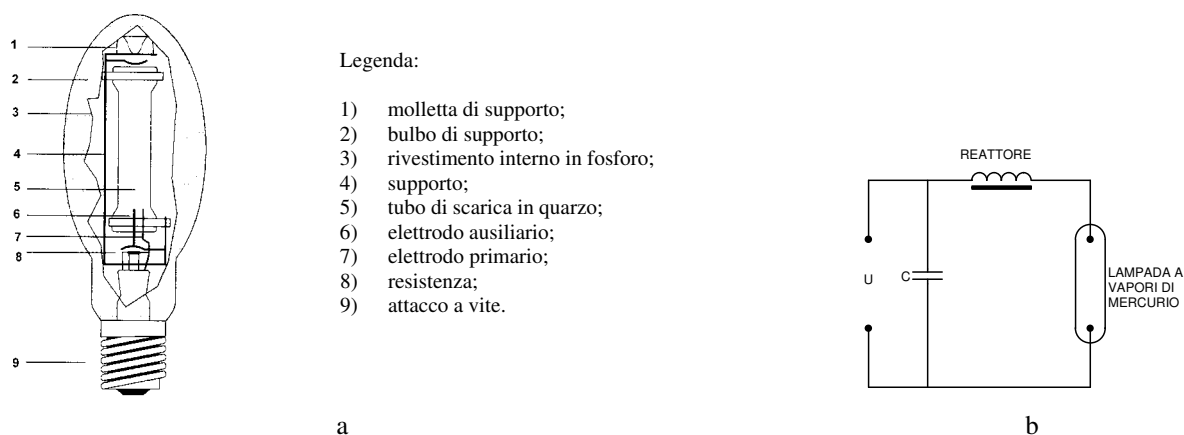 1
2
3
4
5
6
7
8
9
Legenda:
1) molletta di supporto;
2) bulbo di supporto;
3) rivestimento interno in fosforo;
4) supporto;
5) tubo di scarica in quarzo;
6) elettrodo ausiliario;
7) elettrodo primario;
8) resistenza;
9) attacco a vite.
a
REATTORE
U
C
LAMPADA A
VAPORI DI
MERCURIO
b